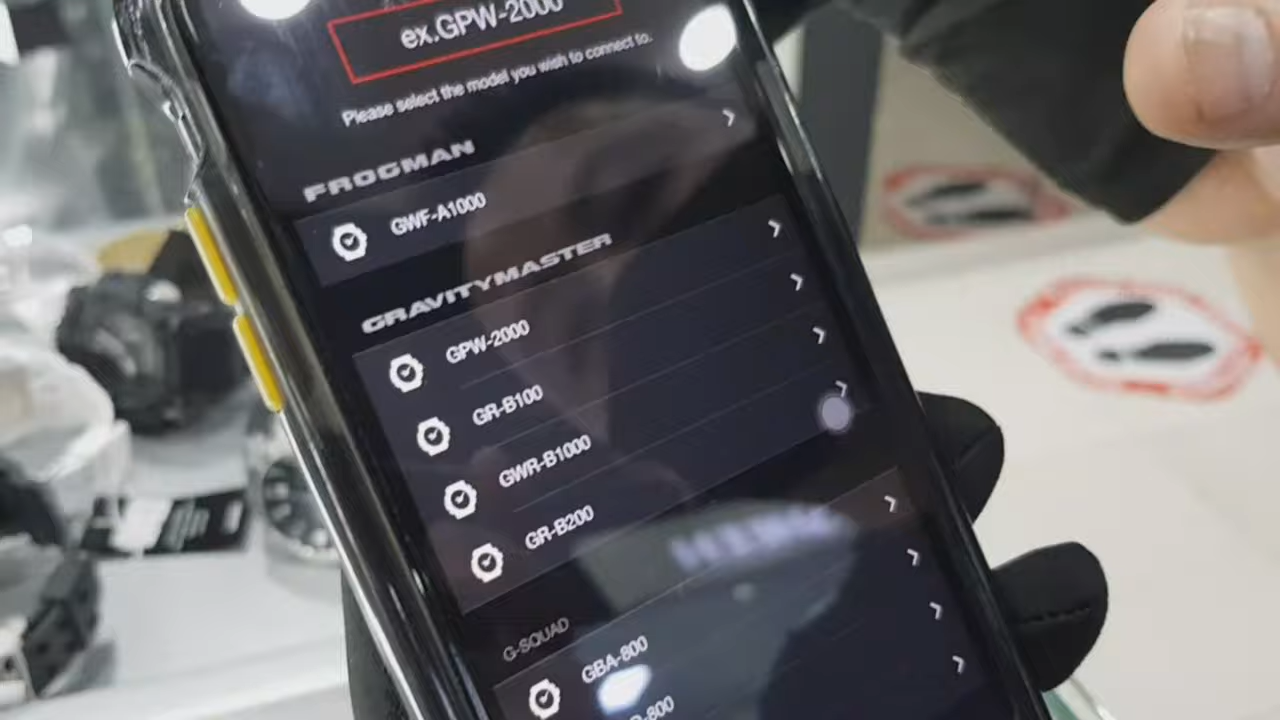 ex.GPW-2000
Please select the model you wish to connect to.
FROGMAN
GWF-A1000
GRAVITYMASTER
GPW-2000
GR-B100
GWR-B1000
GR-B200
G-SQUAD
GBA-800